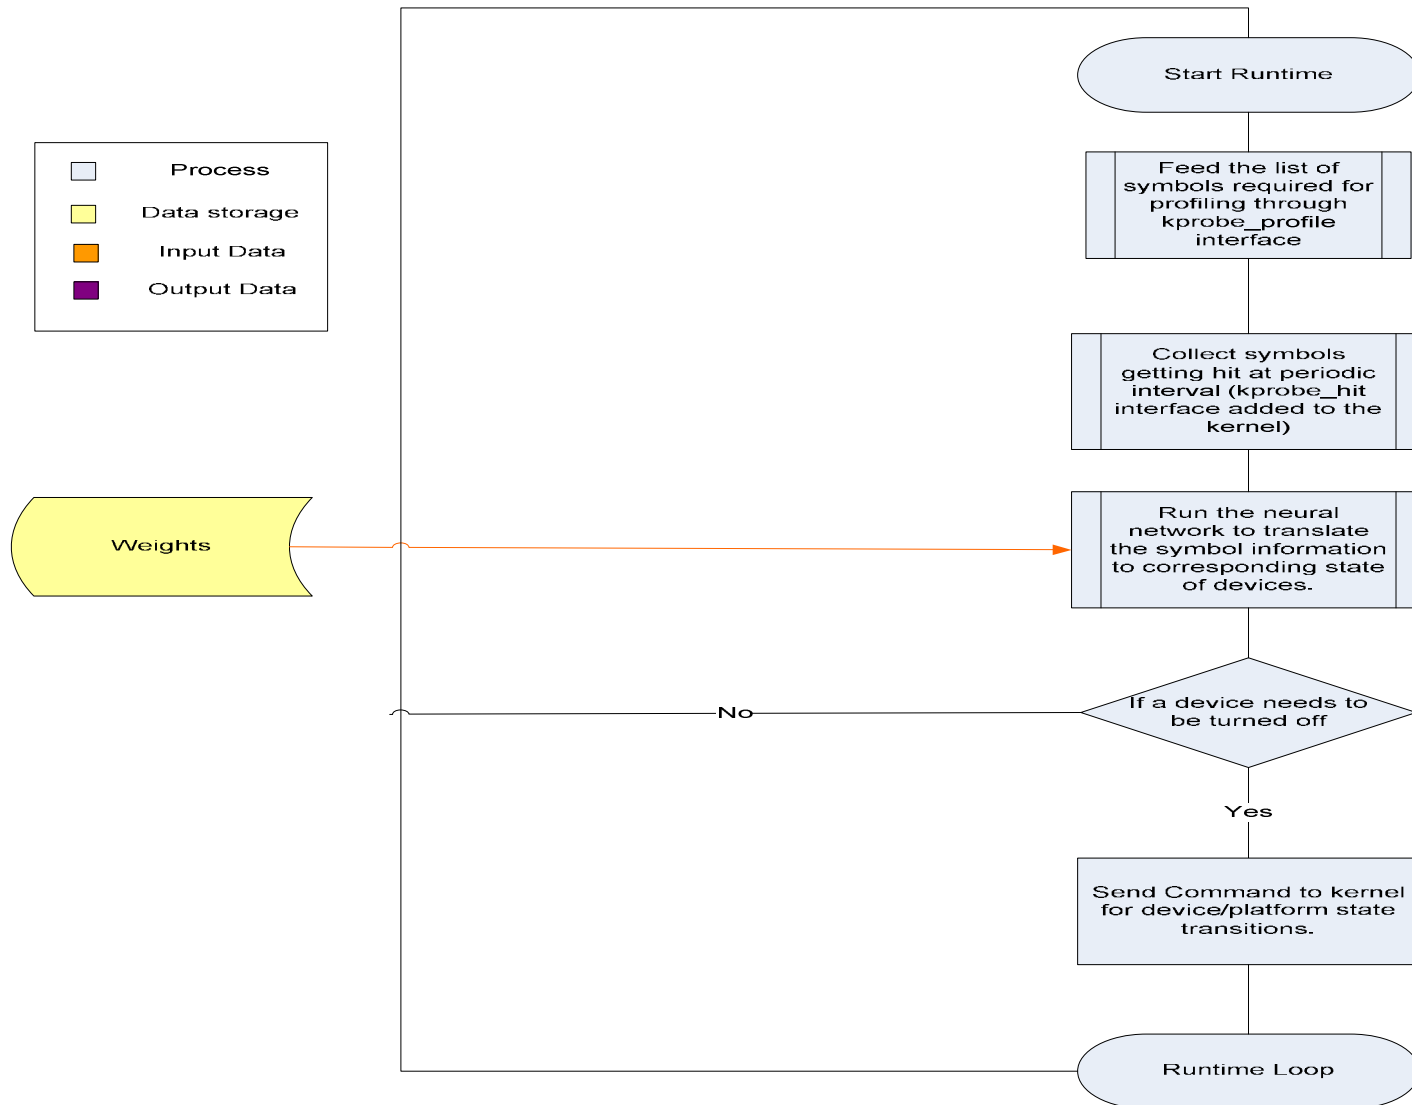 Start Runtime
Process
Data storage
Input Data
Output Data
Feed the list of
symbols required for
profiling through
kprobe_profile
interface
Collect symbols
getting hit at periodic
interval (kprobe_hit
interface added to the
kernel)
Weights
Run the neural
network to translate
the symbol information
to corresponding state
of devices.
If a device needs to
be turned off
No
Yes
Send Command to kernel
for device/platform state
transitions.
Runtime Loop